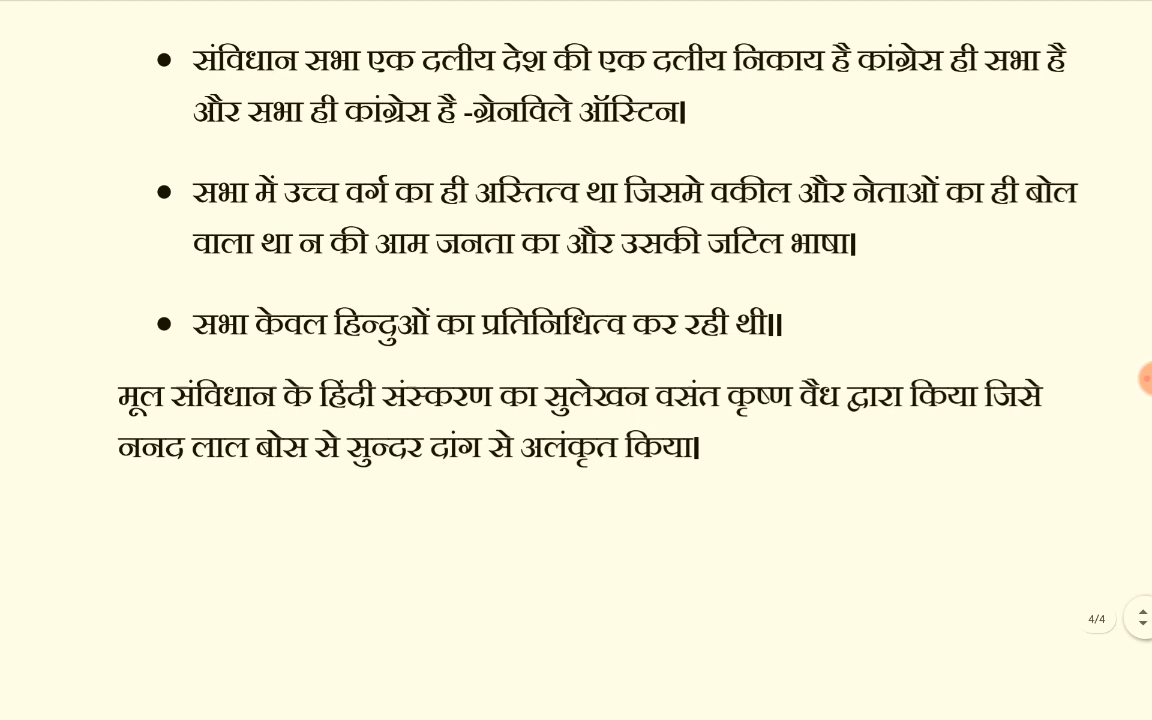 • संविधान सभा एक दलीय देश की एक दलीय निकाय है कांग्रेस ही सभा है
और सभा ही कांग्रेस है -ग्रेनविले ऑस्टिन।
• सभा में उच्च वर्ग का ही अस्तित्व था जिसमे वकील और नेताओं का ही बोल
वाला था न की आम जनता का और उसकी जटिल भाषा।
• सभा केवल हिन्दुओं का प्रतिनिधित्व कर रही थी॥
मूल संविधान के हिंदी संस्करण का सुलेखन वसंत कृष्ण वैध द्वारा किया जिसे
ननद लाल बोस से सुन्दर दांग से अलंकृत किया।
4/4